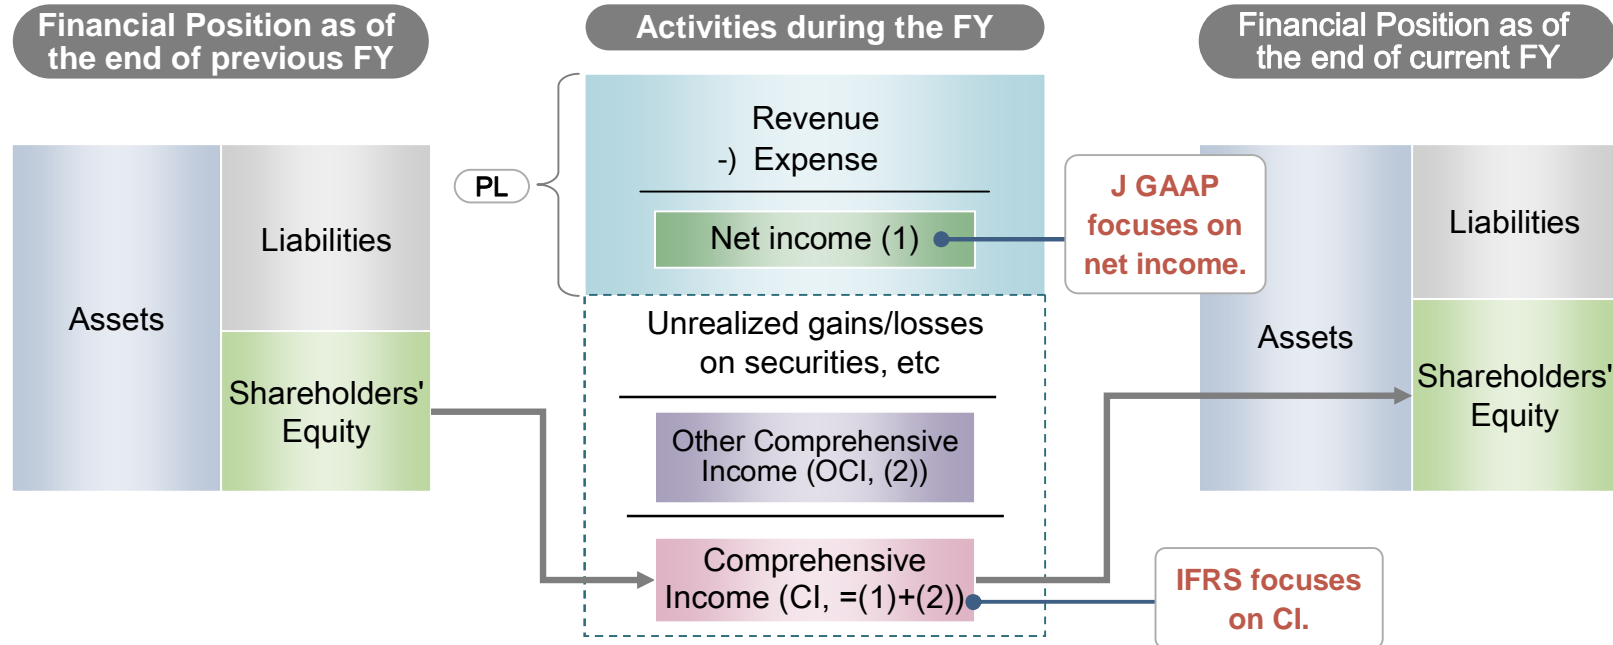 Financial Position as of
the end of previous FY
Activities during the FY
Financial Position as of
the end of current FY
Assets
Liabilities
Shareholders'
Equity
PL
Revenue
-) Expense
Net income (1)
J GAAP
focuses on
net income.
Unrealized gains/losses
on securities, etc
Other Comprehensive
Income (OCI, (2))
Comprehensive
Income (CI, =(1)+(2))
IFRS focuses
on CI.
Assets
Liabilities
Shareholders'
Equity